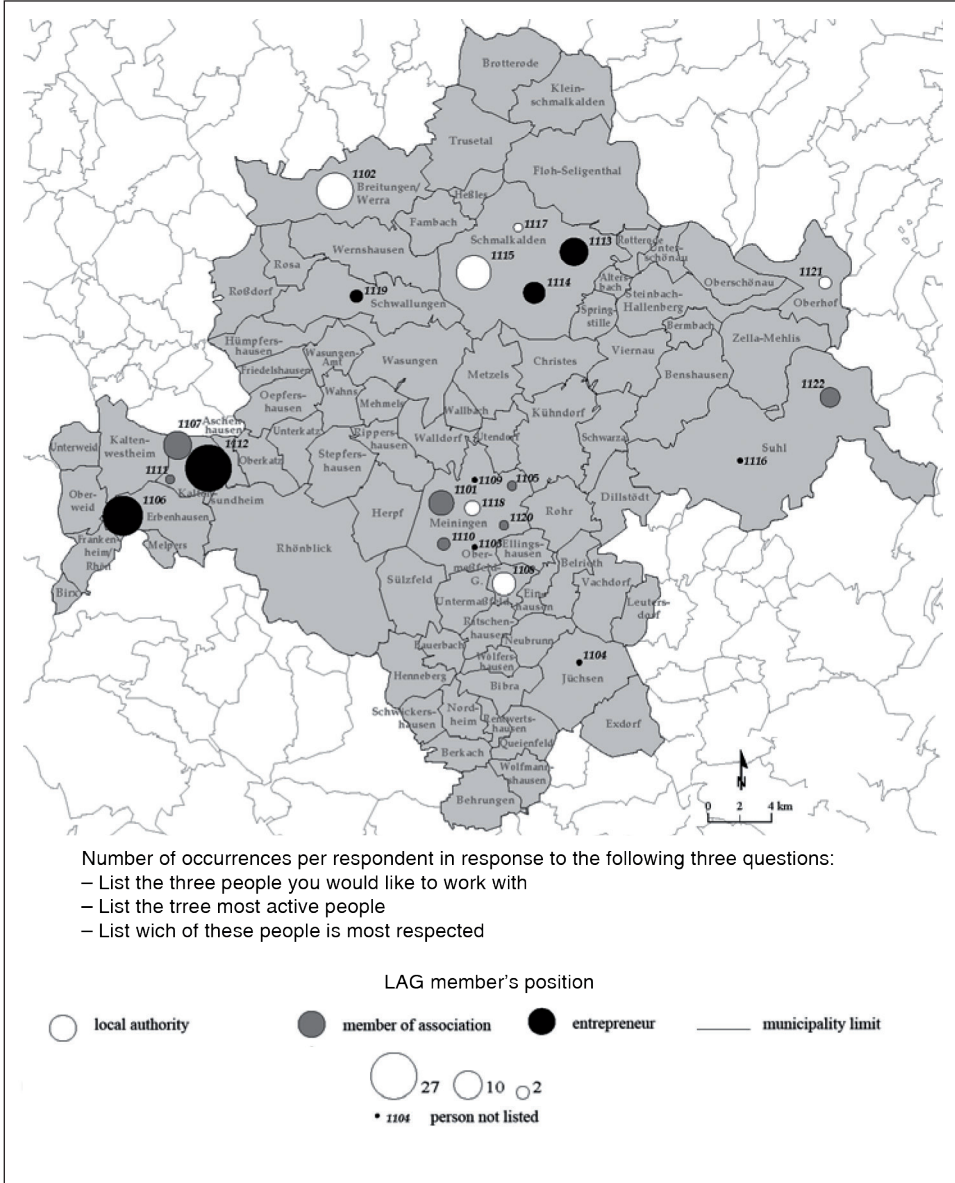 Brotterode
Klein-
schmalkalden
Trusetal
Floh-Seligenthal
1102
Breitungen/
Werra
Heßles
Fambach
1117
Schmalkalden
1113
Rotterode
Unter-
schönau
Wernshausen
1115
Rosa
1114
Alters-
bach
Steinbach-
Hallenberg
Oberschönau
1121
Oberhof
Roßdorf
1119
Schwallungen
Spring-
stille
Bermbach
Zella-Mehlis
Hümpfers-
hausen
Wasungen-
Amt
Wasungen
Christes
Viernau
Friedelshausen
Metzels
Benshausen
1122
Oepfers-
hausen
Wahns
Mehmels
Wallbach
Kühndorf
1107
Aschen-
hausen
Unterkatz
Rippers-
hausen
Walldorf
Utendorf
Schwarza
Suhl
Unterweid
Kalten-
westheim
1112
Oberkatz
Stepfers-
hausen
1116
1111
Kalten-
sundheim
1109
1105
Ober-
weid
1106
Erbenhausen
1101
1118
Dillstödt
Herpf
Meiningen
1120
Rohr
Franken-
heim/
Rhön
Melpers
Rhönblick
1110
1103
Ober-
maßfeld-
G.
Ellings-
hausen
Belrieth
Birx
Sülzfeld
1108
Vachdorf
Untermaßfeld
Ein-
hausen
Leuters-
dorf
Ritschen-
hausen
Bauerbach
Neubrunn
Wölfers-
hausen
1104
Henneberg
Bibra
Jüchsen
Schwickers-
hausen
Nord-
heim
Rentwerts-
hausen
Exdorf
Queienfeld
Berkach
Wolfmann-
shausen
Behrungen
N
0 2 4 km
Number of occurrences per respondent in response to the following three questions:
– List the three people you would like to work with
– List the trree most active people
– List wich of these people is most respected
LAG member's position
local authority
member of association
entrepreneur
municipality limit
27 10 2
1104 person not listed